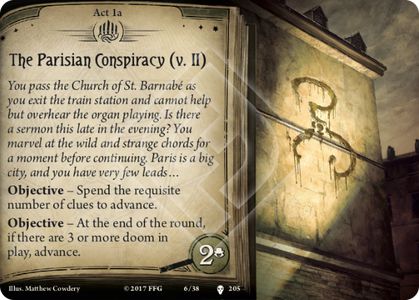 Act 1a
The Parisian Conspiracy (v. II)
You pass the Church of St. Barnabé as
you exit the train station and cannot help
but overhear the organ playing. Is there
a sermon this late in the evening? You
marvel at the wild and strange chords for
a moment before continuing. Paris is a big
city, and you have very few leads…
Objective – Spend the requisite
number of clues to advance.
Objective – At the end of the round,
if there are 3 or more doom in
play, advance.
2
Illus. Matthew Cowdery
© 2017 FFG
6/38
205